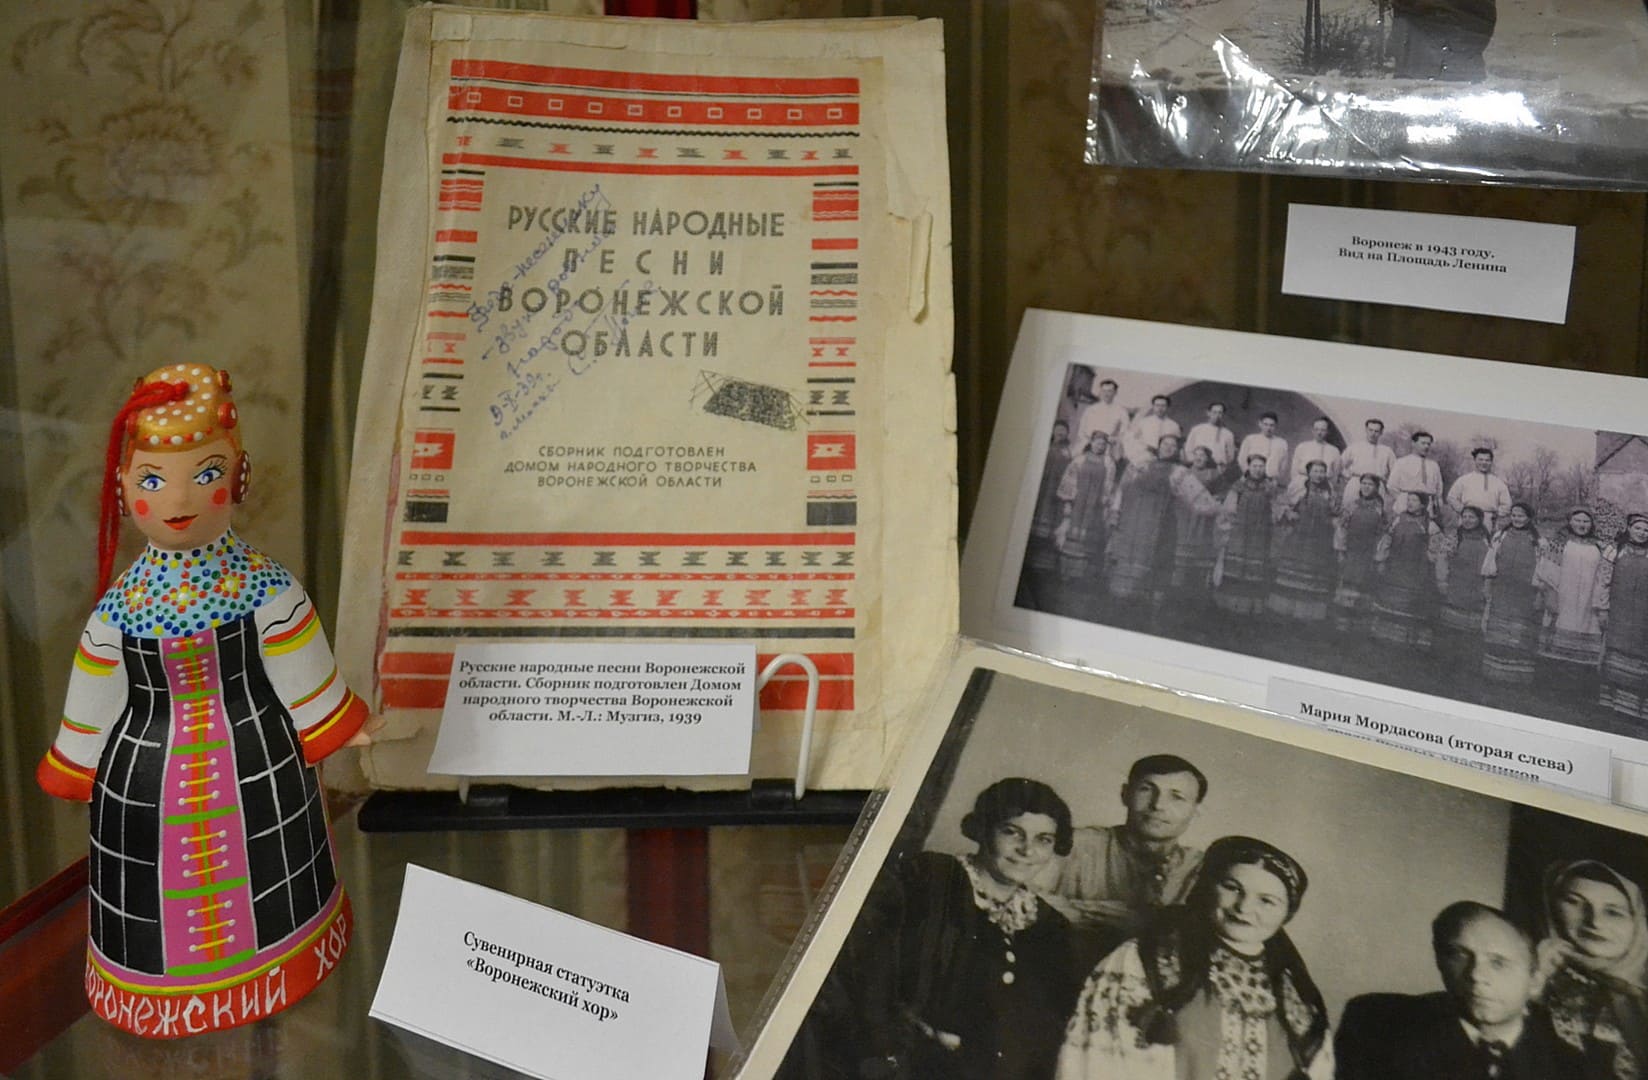 РУССКИЕ НАРОДНЫЕ
ПЕСНИ
ВОРОНЕЖСКОЙ
ОБЛАСТИ
СБОРНИК ПОДГОТОВЛЕН
ДОМОМ НАРОДНОГО ТВОРЧЕСТВА
ВОРОНЕЖСКОЙ ОБЛАСТИ
Русские народные песни Воронежской
области. Сборник подготовлен Домом
народного творчества Воронежской
области. М.-Л.: Музгиз, 1939
Воронеж в 1943 году.
Вид на Площадь Ленина
Мария Мордасова (вторая слева)
участников
ВОРОНЕЖСКИЙ ХОР
Сувенирная статуэтка
«Воронежский хор»